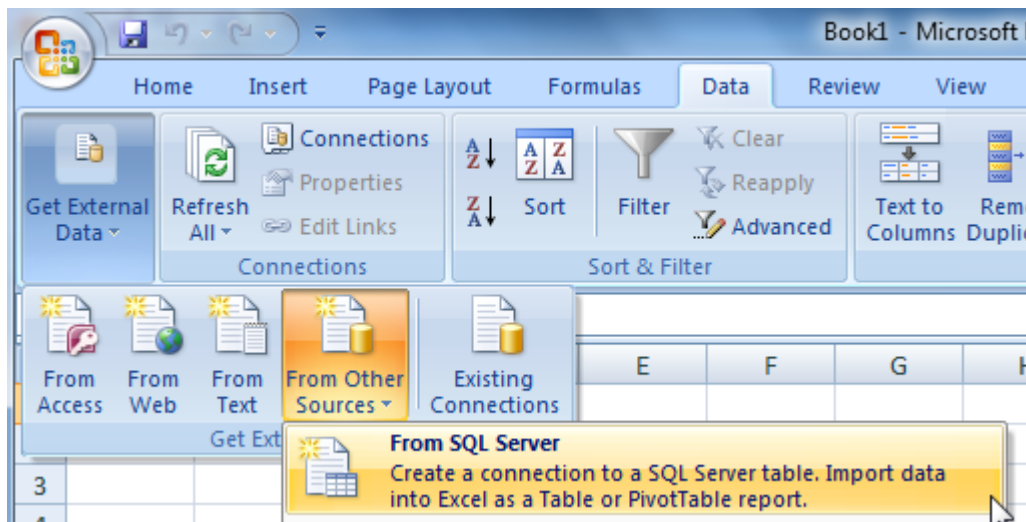 Book1 - Microsoft
Home Insert Page Layout Formulas Data Review View
Connections
Properties
Edit Links
Get External
Data
Refresh
All
Sort
Filter
Clear
Reapply
Advanced
Text to
Columns
Connections
Sort & Filter
From
Access
From
Web
From
Text
From Other
Sources
Existing
Connections
E F G
Get Ext
From SQL Server
Create a connection to a SQL Server table. Import data
into Excel as a Table or PivotTable report.
3